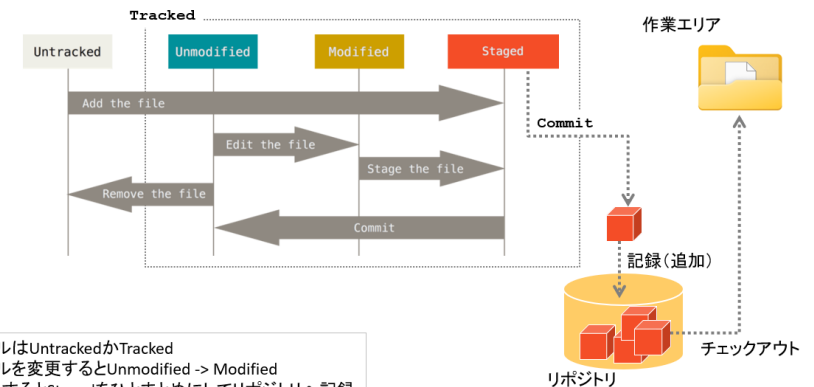 Tracked
作業エリア
Untracked
Unmodified
Modified
Staged
Add the file
Commit
Edit the file
Stage the file
Remove the file
Commit
記録(追加)
チェックアウト
リポジトリ
ルはUntrackedかTracked
ルを変更するとUnmodified -> Modified